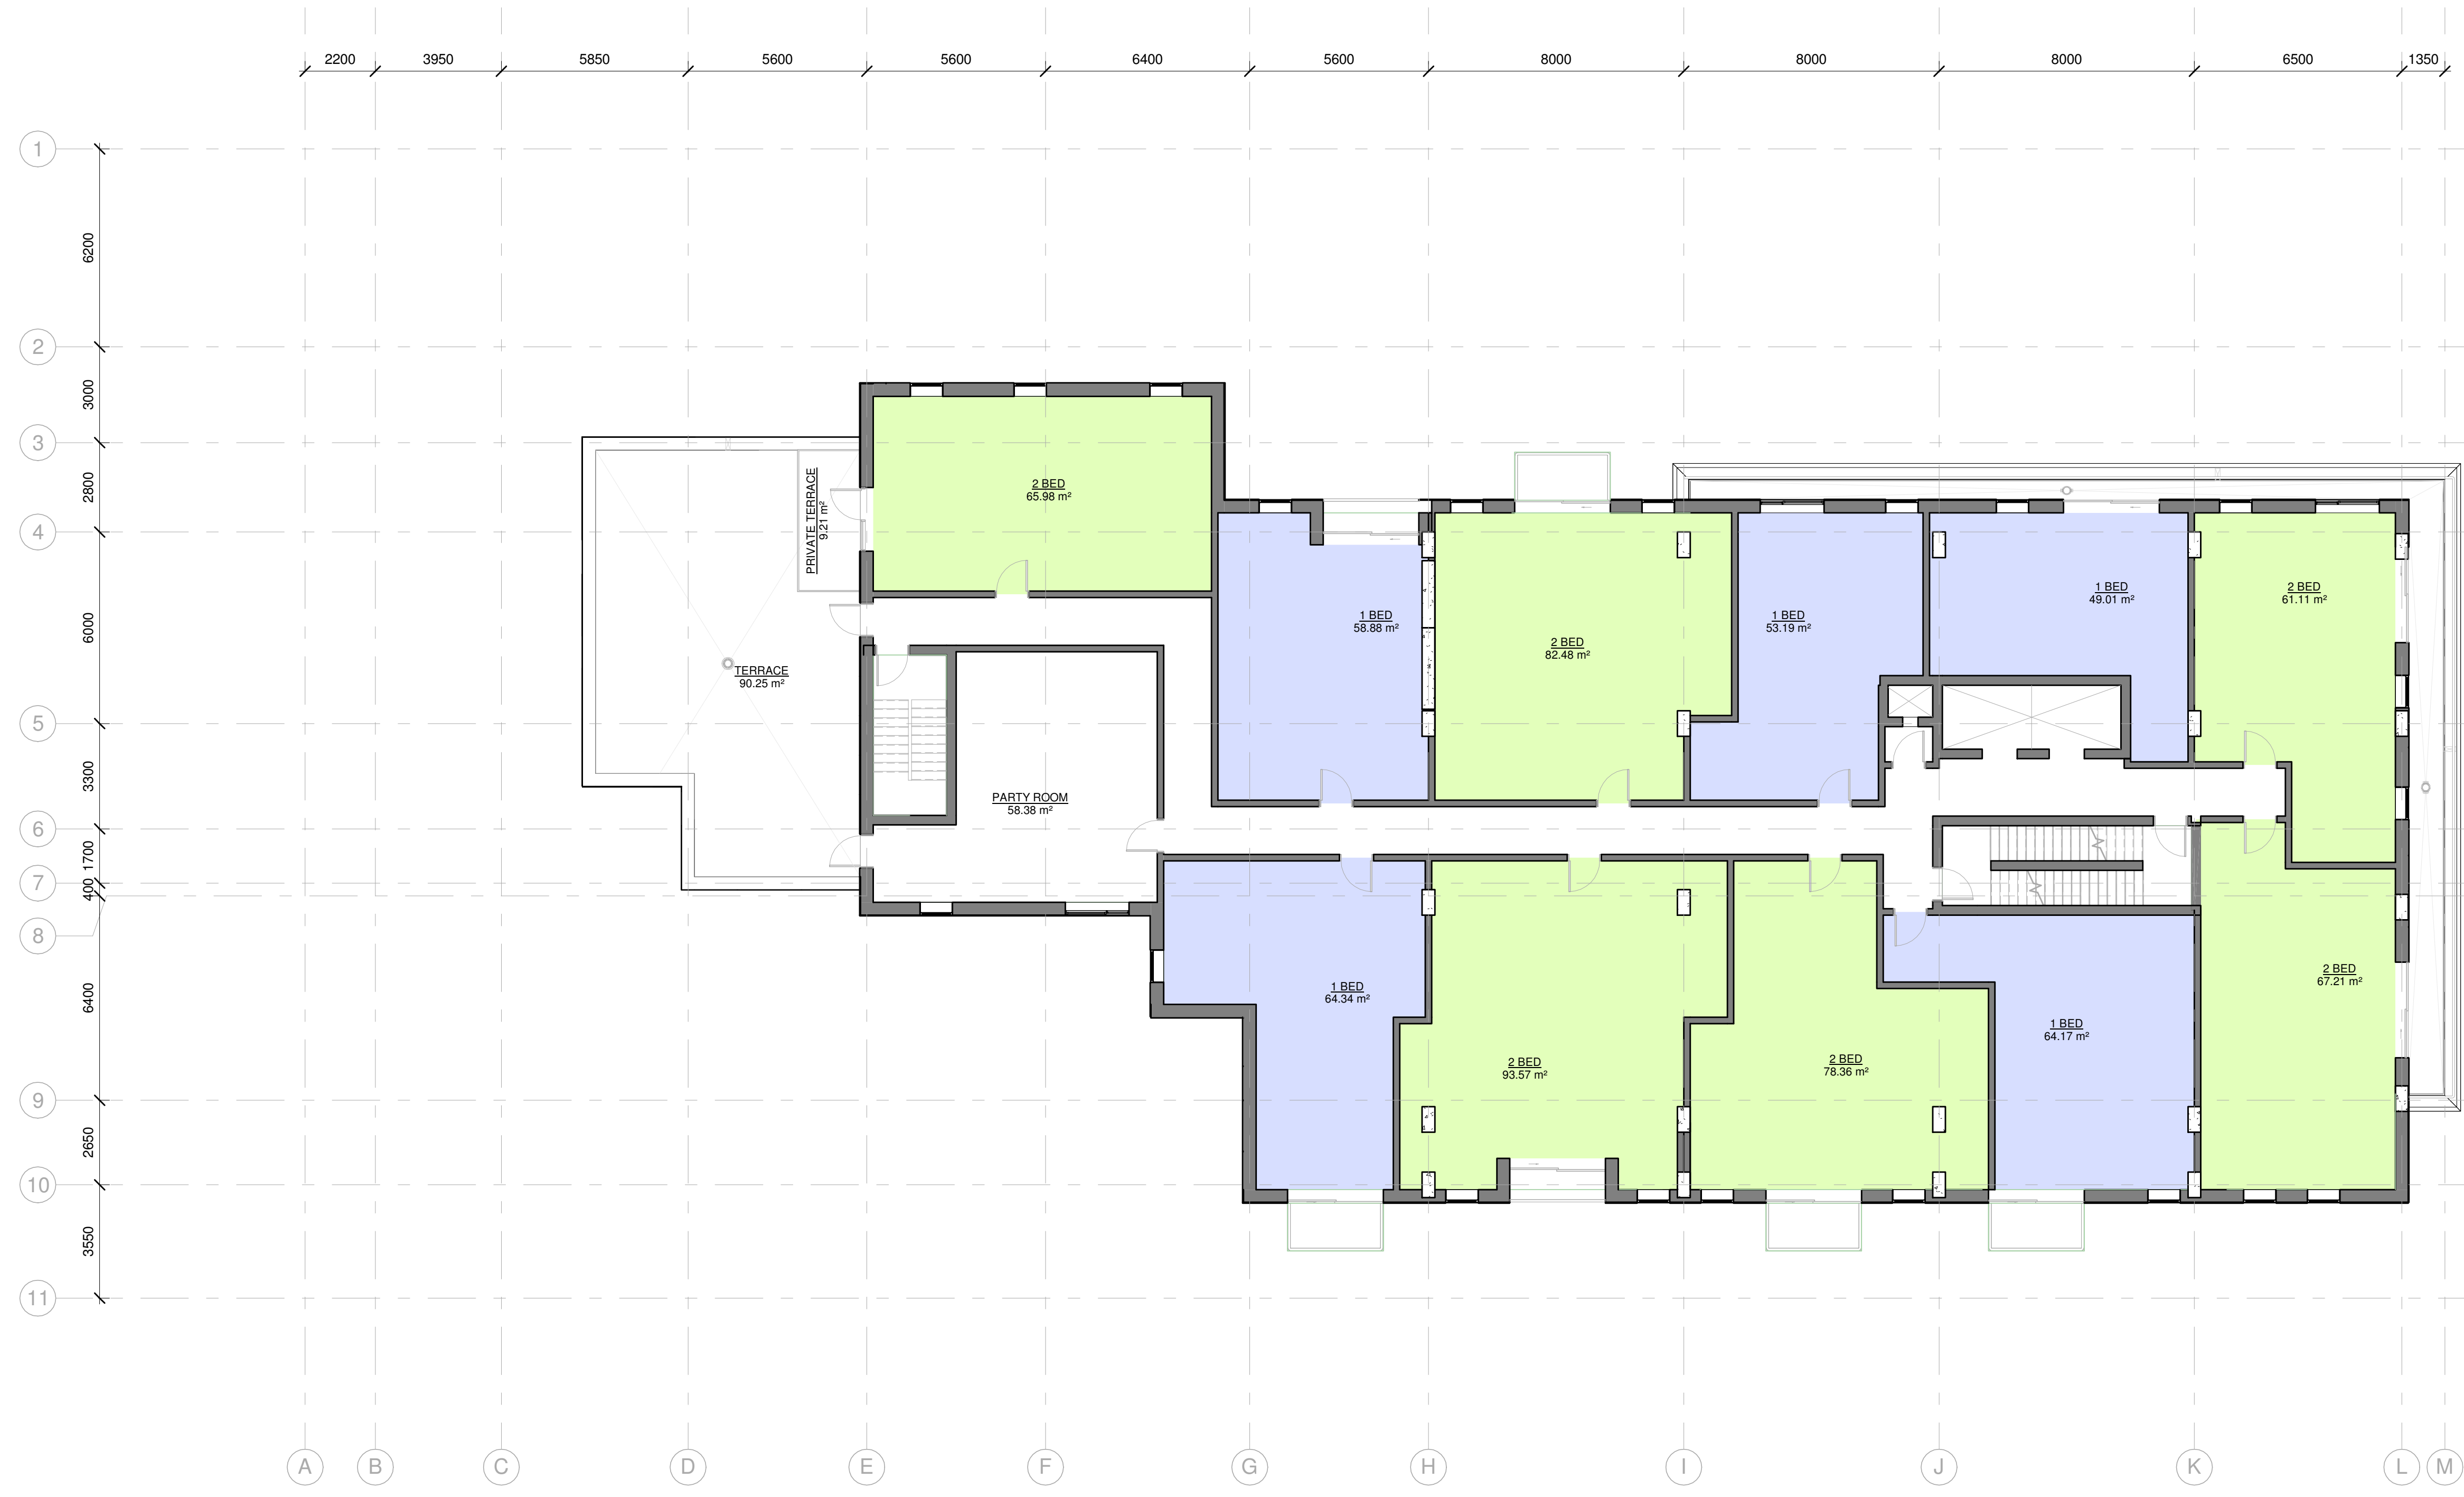 2200 3950 5850 5600 5600 6400 5600 8000 8000 8000 6500 1350
1
6200
2
3000
3
2800
4
6000
5
3300
6
1700
7
400
8
6400
9
2650
10
3550
11
2 BED
65.98 m²
PRIVATE TERRACE
9.21 m²
TERRACE
90.25 m²
PARTY ROOM
58.38 m²
1 BED
58.88 m²
2 BED
82.48 m²
1 BED
53.19 m²
1 BED
49.01 m²
2 BED
61.11 m²
1 BED
64.34 m²
2 BED
93.57 m²
2 BED
78.36 m²
1 BED
64.17 m²
2 BED
67.21 m²
A B C D E F G H I J K L M